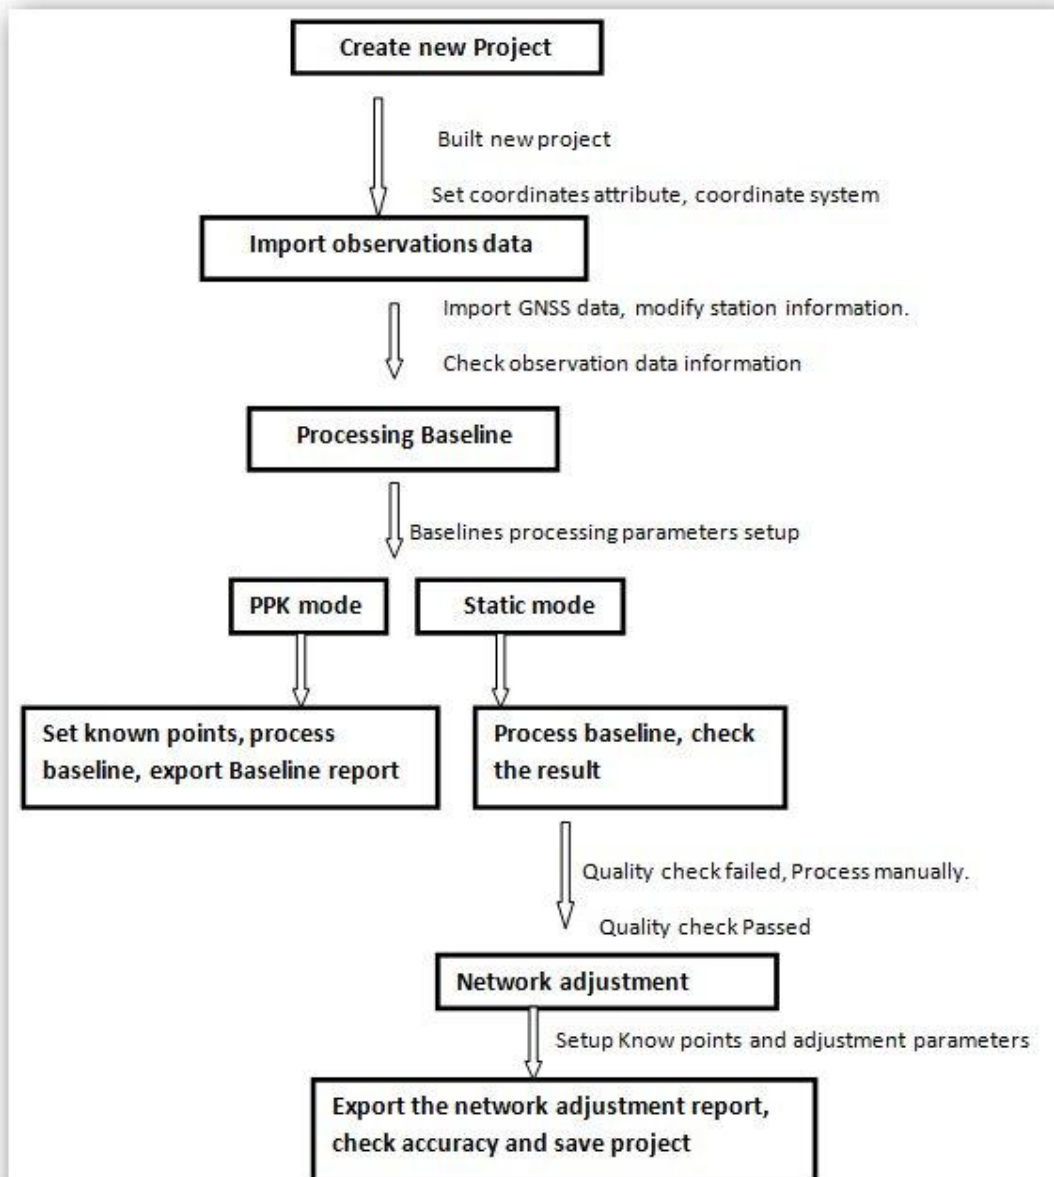 Create new Project
Built new project
Set coordinates attribute, coordinate system
Import observations data
Import GNSS data, modify station information.
Check observation data information
Processing Baseline
Baselines processing parameters setup
PPK mode
Static mode
Set known points, process
baseline, export Baseline report
Process baseline, check
the result
Quality check failed, Process manually.
Quality check Passed
Network adjustment
Setup Know points and adjustment parameters
Export the network adjustment report,
check accuracy and save project